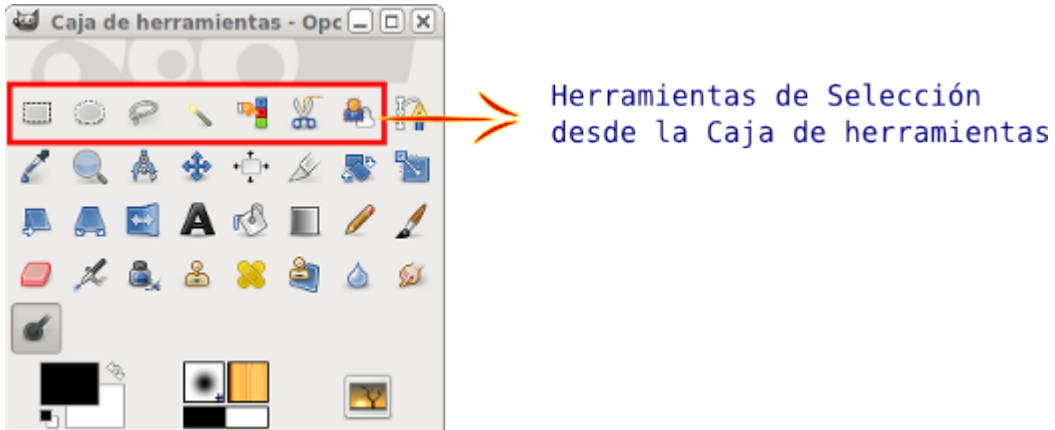 Caja de herramientas - Opc
Herramientas de Selección
desde la Caja de herramientas